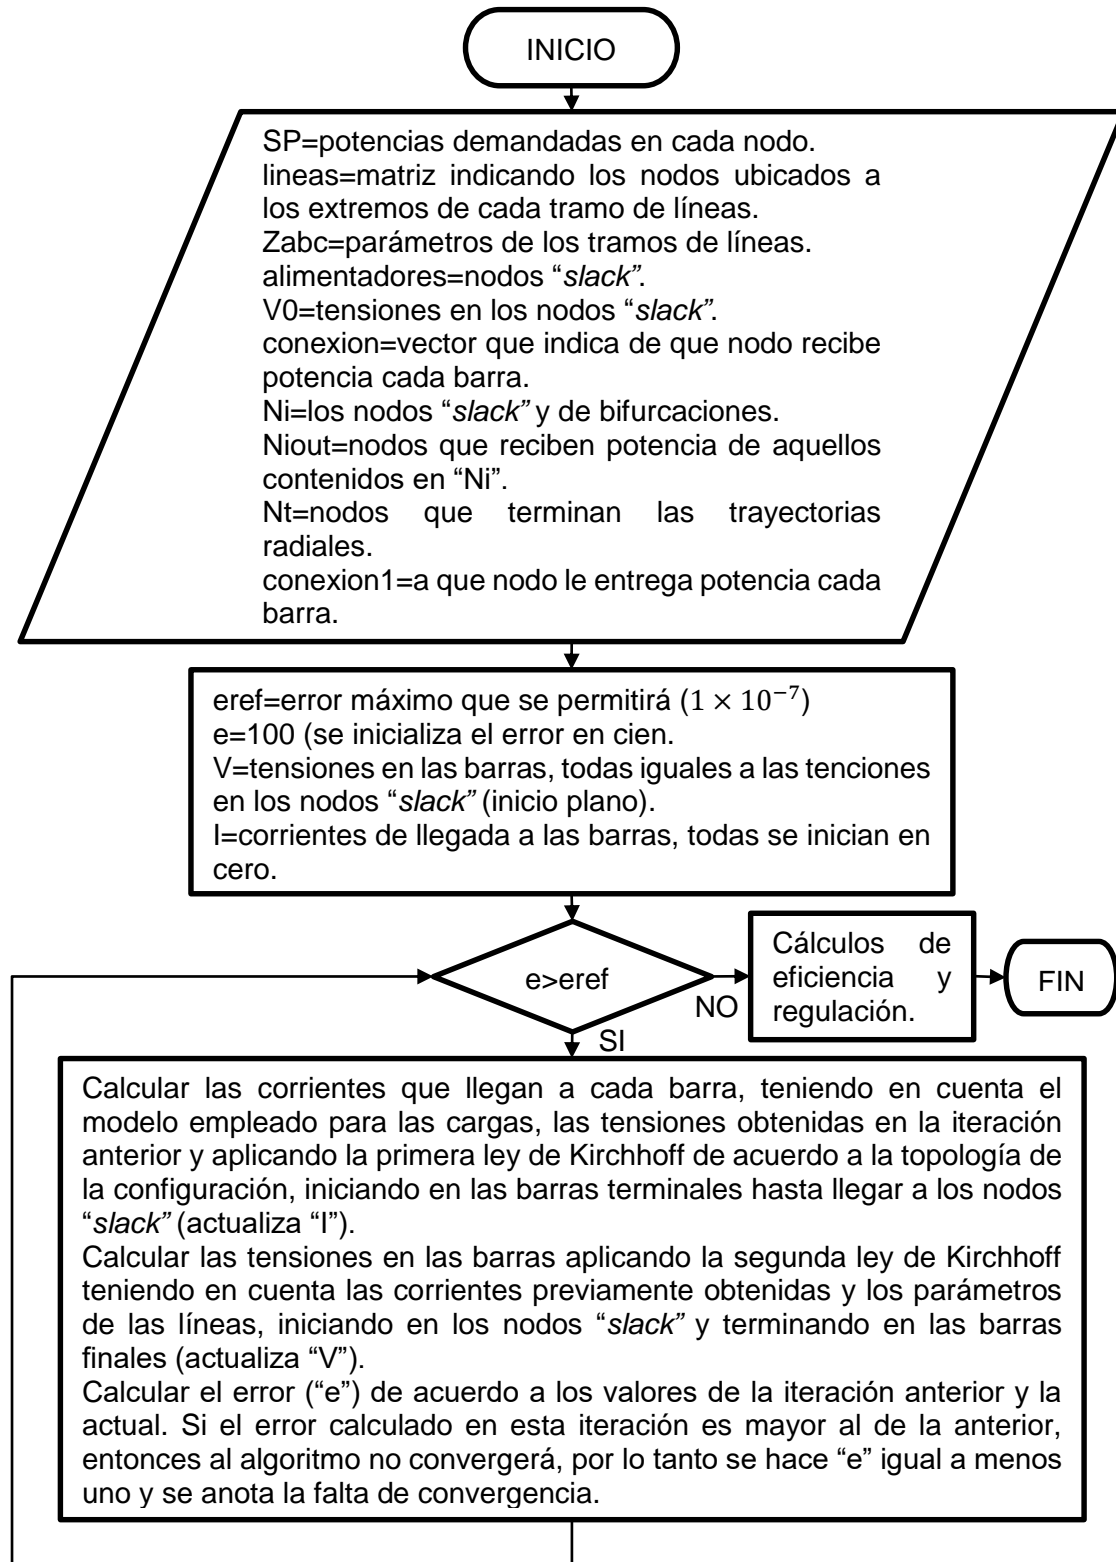 INICIO
SP=potencias demandadas en cada nodo.
lineas=matriz indicando los nodos ubicados a
los extremos de cada tramo de líneas.
Zabc=parámetros de los tramos de líneas.
alimentadores=nodos “slack”.
V0=tensiones en los nodos “slack”.
conexion=vector que indica de que nodo recibe
potencia cada barra.
Ni=los nodos “slack” y de bifurcaciones.
Niout=nodos que reciben potencia de aquellos
contenidos en “Ni”.
Nt=nodos que terminan las trayectorias
radiales.
conexion1=a que nodo le entrega potencia cada
barra.
eref=error máximo que se permitirá (1 × 10⁻⁷)
e=100 (se inicializa el error en cien.
V=tensiones en las barras, todas iguales a las tenciones
en los nodos “slack” (inicio plano).
I=corrientes de llegada a las barras, todas se inician en
cero.
e>eref
NO
Cálculos de
eficiencia y
regulación.
FIN
SI
Calcular las corrientes que llegan a cada barra, teniendo en cuenta el
modelo empleado para las cargas, las tensiones obtenidas en la iteración
anterior y aplicando la primera ley de Kirchhoff de acuerdo a la topología de
la configuración, iniciando en las barras terminales hasta llegar a los nodos
“slack” (actualiza “I”).
Calcular las tensiones en las barras aplicando la segunda ley de Kirchhoff
teniendo en cuenta las corrientes previamente obtenidas y los parámetros
de las líneas, iniciando en los nodos “slack” y terminando en las barras
finales (actualiza “V”).
Calcular el error (“e”) de acuerdo a los valores de la iteración anterior y la
actual. Si el error calculado en esta iteración es mayor al de la anterior,
entonces al algoritmo no convergerá, por lo tanto se hace “e” igual a menos
uno y se anota la falta de convergencia.